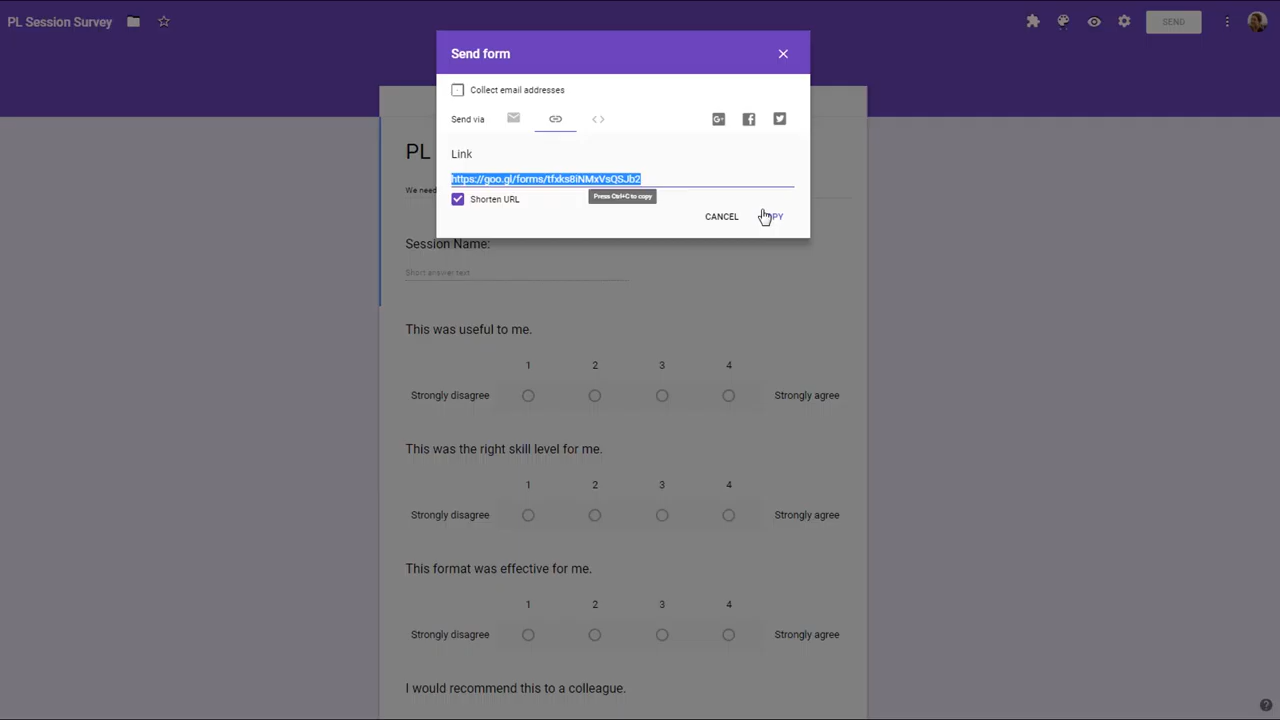 PL Session Survey
SEND
Send form
Collect email addresses
Send via
Link
https://goo.gl/forms/tfxks8iNMxVsQSJb2
Press Ctrl+C to copy
Shorten URL
CANCEL
PL
We need
Session Name:
Short answer text
This was useful to me.
1 2 3 4
Strongly disagree Strongly agree
This was the right skill level for me.
1 2 3 4
Strongly disagree Strongly agree
This format was effective for me.
1 2 3 4
Strongly disagree Strongly agree
I would recommend this to a colleague.